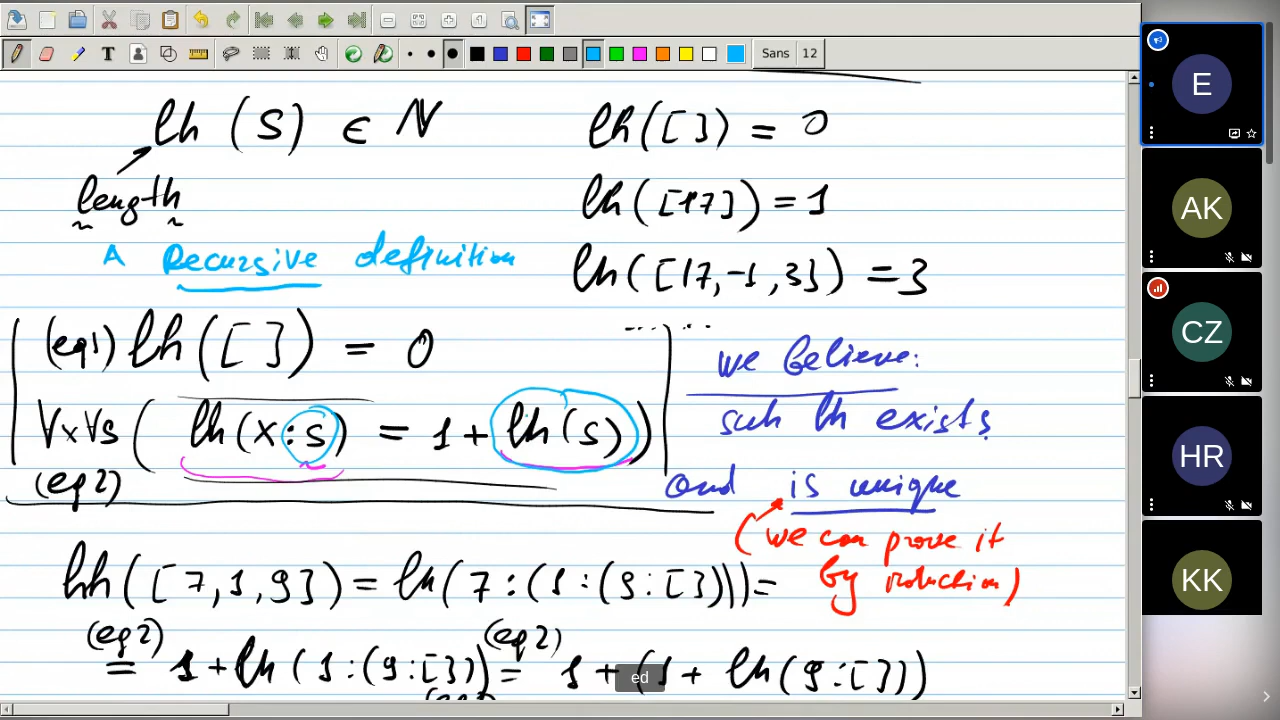 Sans 12
lh (S) ∈ N
length
lh([ ]) = 0
lh([17]) = 1
lh([17, -1, 3]) = 3
A Recursive definition
(eq1) lh([ ]) = 0
∀x∀s( lh(x:s) = 1 + lh(s))
(eq2)
we believe:
such lh exists
and is unique
(we can prove it
by induction)
lh([7,1,9]) = lh(7:(1:(9:[]))) =
(eq2) (eq2)
= 1 + lh(1:(9:[])) = 1 + (1 + lh(9:[]))
ed
E
AK
CZ
HR
KK